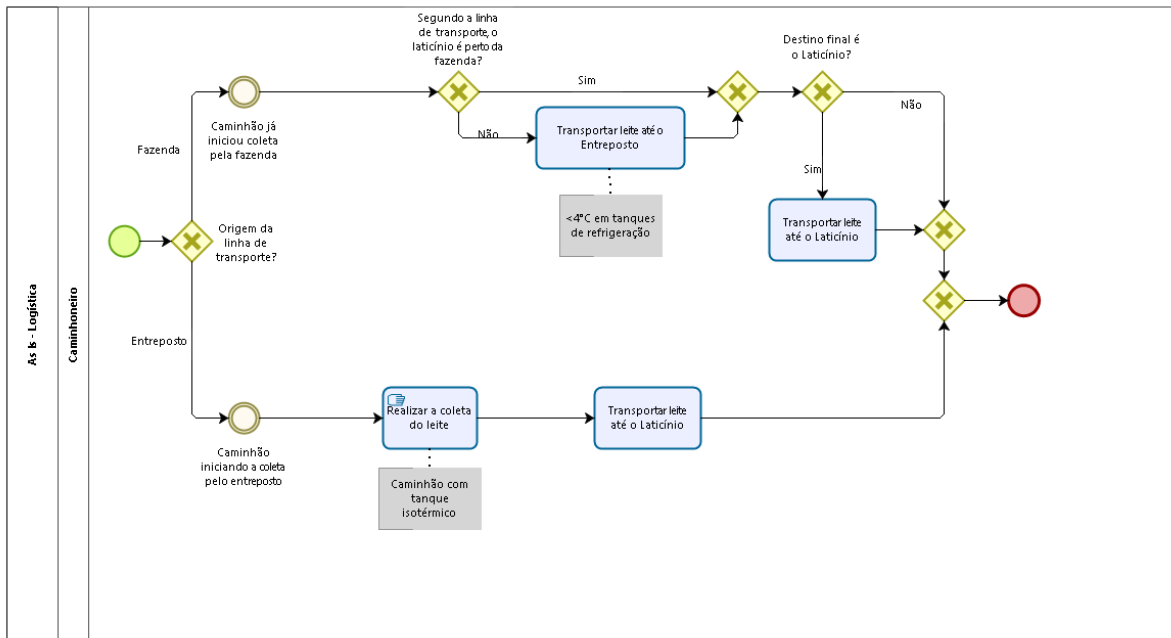 As Is - Logística
Caminhoneiro
Segundo a linha
de transporte, o
laticínio é perto da
fazenda?
Destino final é
o Laticínio?
Sim
Não
Não
Transportar leite até o
Entreposto
Caminhão já
iniciou coleta
pela fazenda
Fazenda
Sim
<4°C em tanques
de refrigeração
Transportar leite
até o Laticínio
Origem da
linha de
transporte?
Entreposto
Realizar a coleta
do leite
Transportar leite
até o Laticínio
Caminhão
iniciando a coleta
pelo entreposto
Caminhão com
tanque
isotérmico